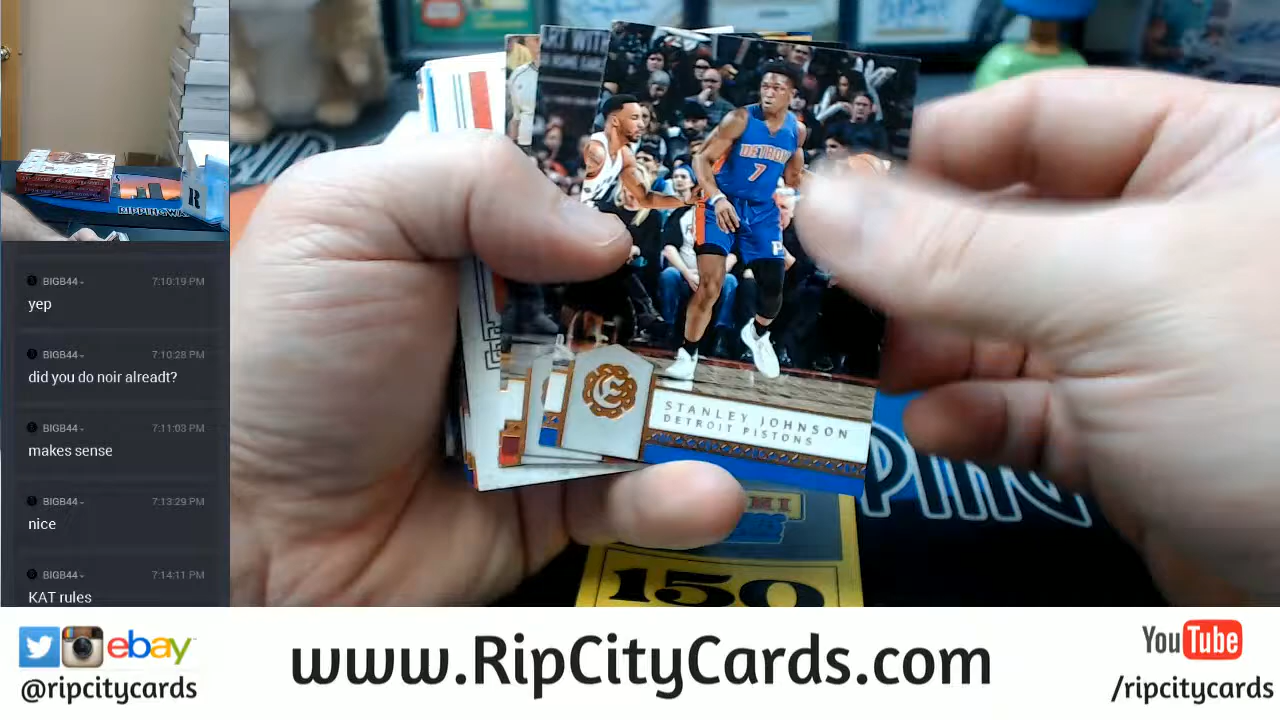 RIPPINGWA
BIGB44
7:10:19 PM
yep
BIGB44
7:10:28 PM
did you do noir alreadt?
BIGB44
7:11:03 PM
makes sense
BIGB44
7:13:29 PM
nice
BIGB44
7:14:11 PM
KAT rules
DETROIT
7
STANLEY JOHNSON
DETROIT PISTONS
150
ebay
@ripcitycards
www.RipCityCards.com
YouTube
/ripcitycards